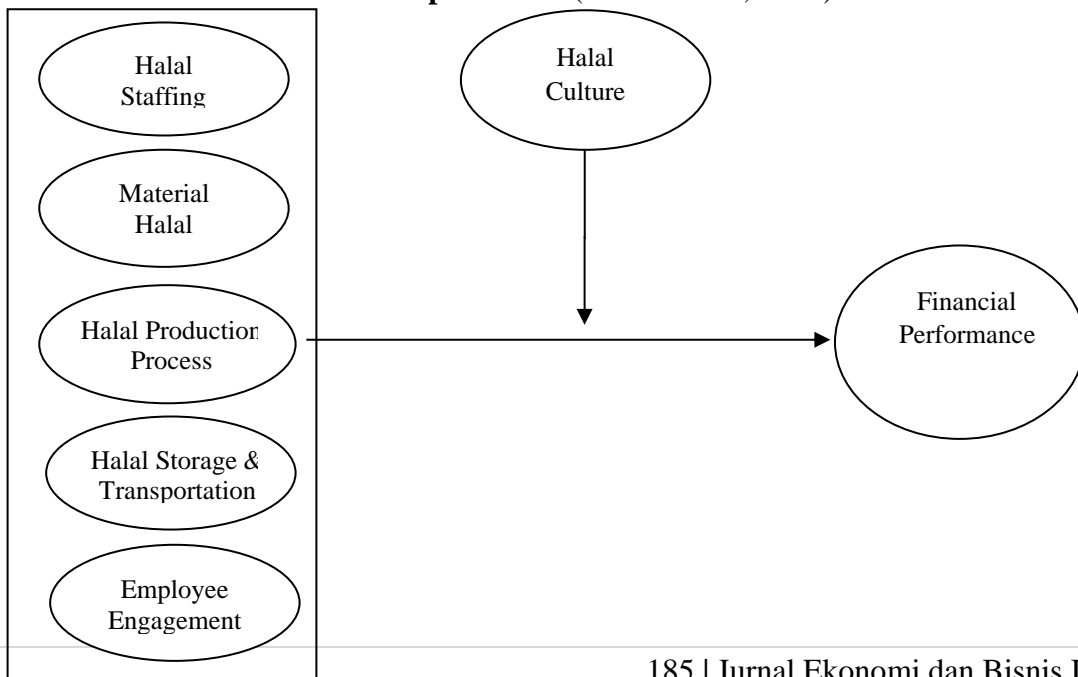 Halal
Staffing
Material
Halal
Halal Production
Process
Halal Storage &
Transportation
Employee
Engagement
Halal
Culture
Financial
Performance
185 | Jurnal Ekonomi dan Bisnis